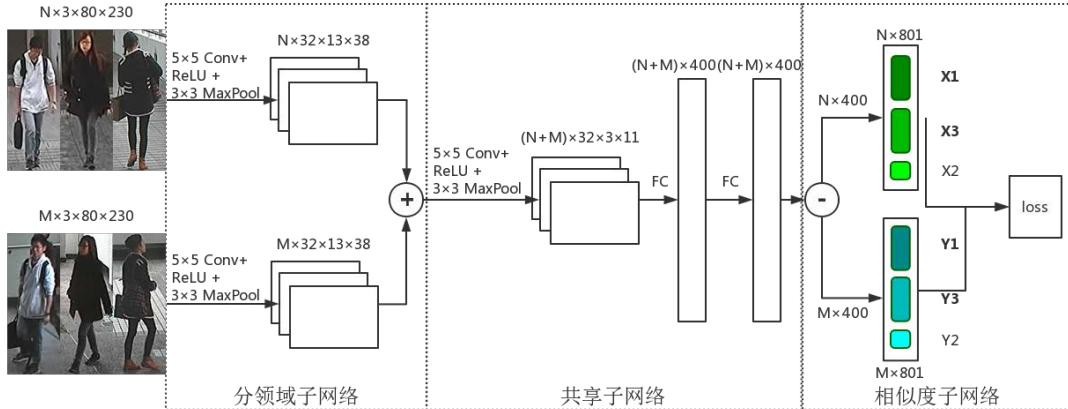 N×3×80×230
5×5 Conv+
ReLU +
3×3 MaxPool
N×32×13×38
M×3×80×230
5×5 Conv+
ReLU +
3×3 MaxPool
M×32×13×38
+
分领域子网络
5×5 Conv+
ReLU +
3×3 MaxPool
(N+M)×32×3×11
FC
(N+M)×400
FC
(N+M)×400
共享子网络
-
N×400
M×400
N×801
X1
X3
X2
Y1
Y3
Y2
M×801
loss
相似度子网络